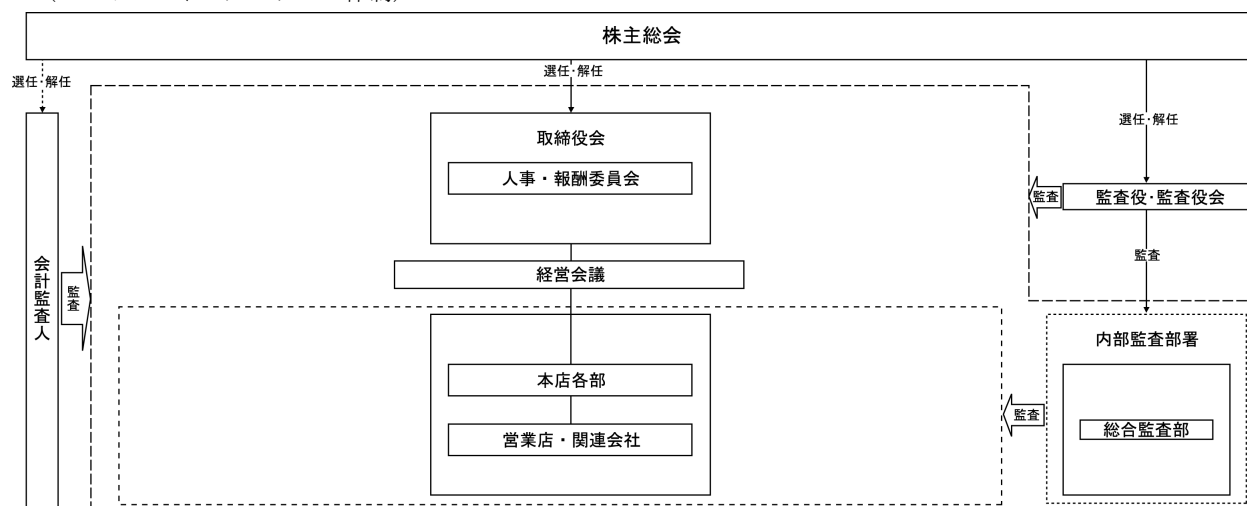 株主総会
選任・解任
選任・解任
選任・解任
取締役会
人事・報酬委員会
監査
監査役・監査役会
経営会議
監査
会計監査人
監査
内部監査部署
本店各部
監査
総合監査部
営業店・関連会社